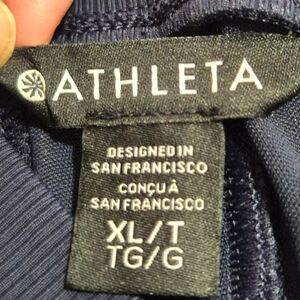 ATHLETA
DESIGNED IN
SAN FRANCISCO
CONÇU À
SAN FRANCISCO
XL/T
TG/G